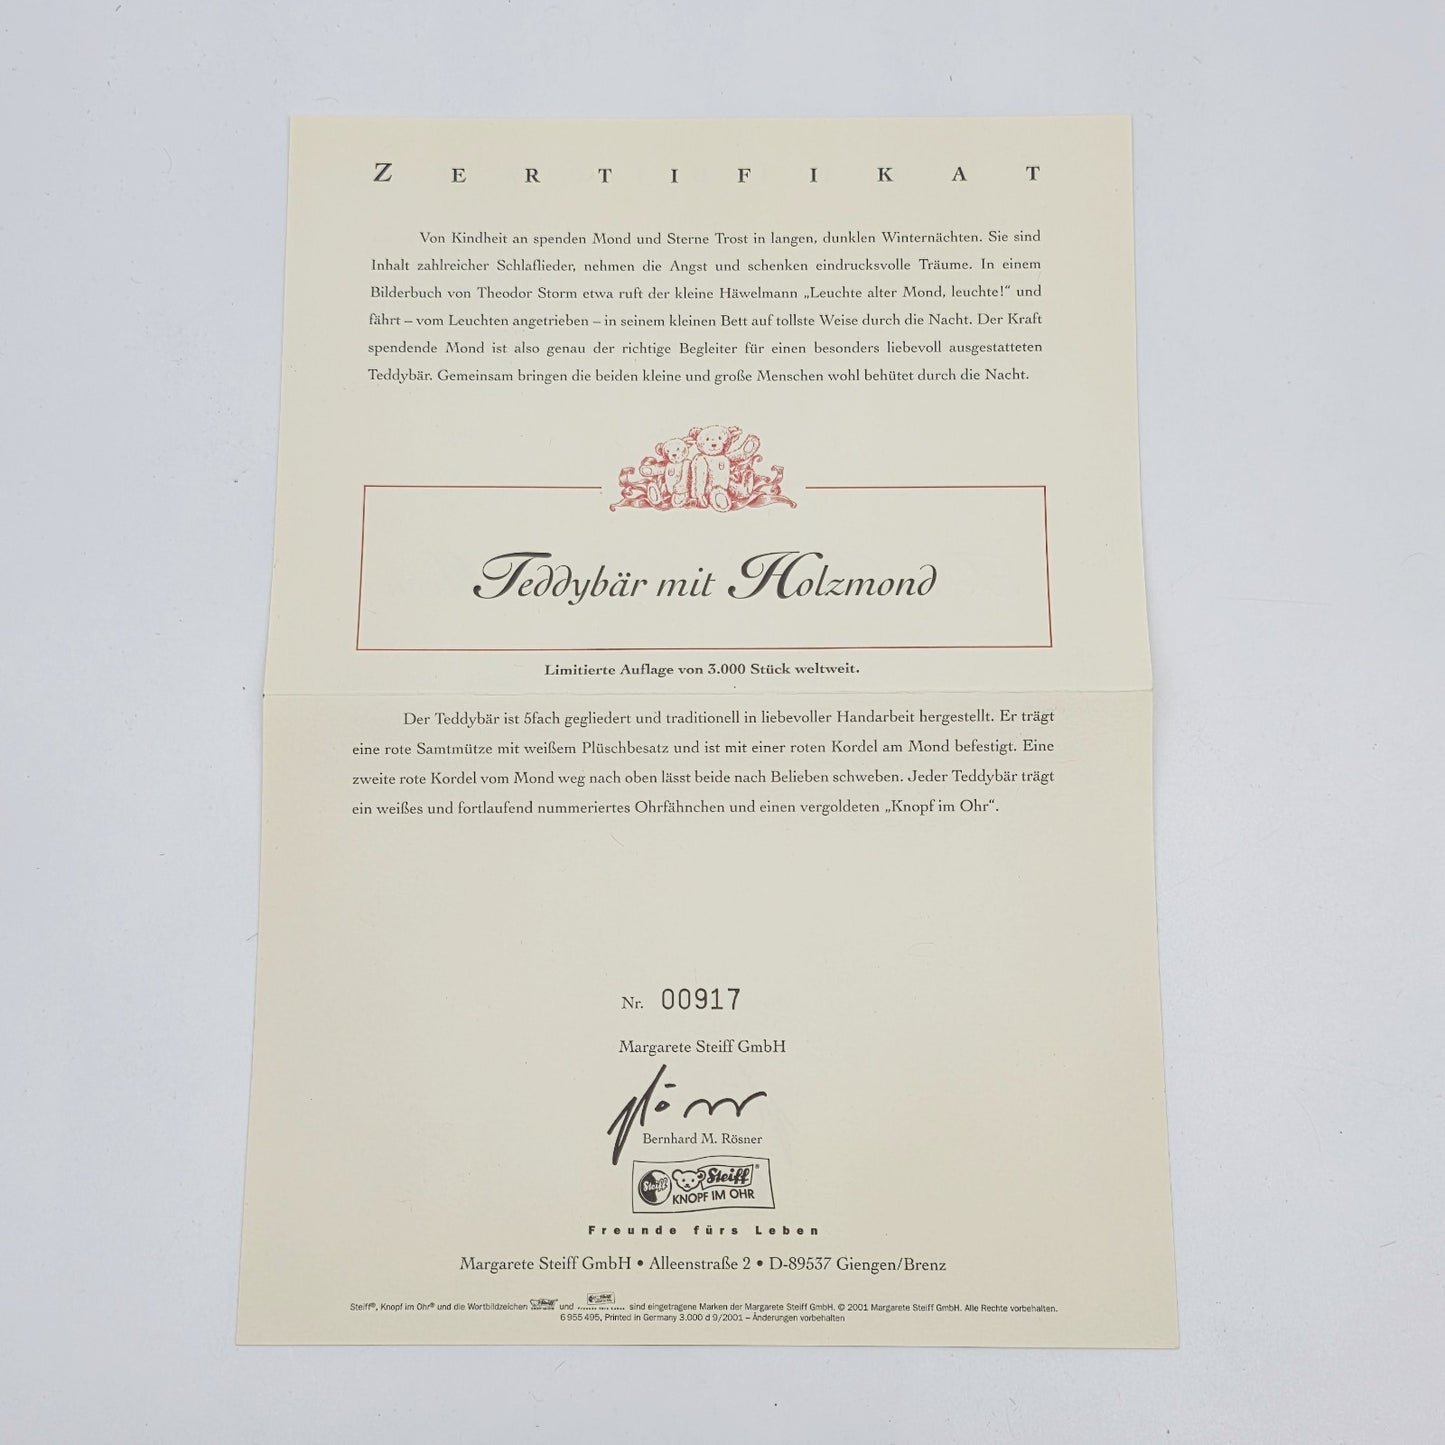 ZERTIFIKAT
Von Kindheit an spenden Mond und Sterne Trost in langen, dunklen Winternächten. Sie sind
Inhalt zahlreicher Schlaflieder, nehmen die Angst und schenken eindrucksvolle Träume. In einem
Bilderbuch von Theodor Storm etwa ruft der kleine Häwelmann „Leuchte alter Mond, leuchte!“ und
fährt – vom Leuchten angetrieben – in seinem kleinen Bett auf tollste Weise durch die Nacht. Der Kraft
spendende Mond ist also genau der richtige Begleiter für einen besonders liebevoll ausgestatteten
Teddybär. Gemeinsam bringen die beiden kleine und große Menschen wohl behütet durch die Nacht.
Teddybär mit Holzmond
Limitierte Auflage von 3.000 Stück weltweit.
Der Teddybär ist 5fach gegliedert und traditionell in liebevoller Handarbeit hergestellt. Er trägt
eine rote Samtmütze mit weißem Plüschbesatz und ist mit einer roten Kordel am Mond befestigt. Eine
zweite rote Kordel vom Mond weg nach oben lässt beide nach Belieben schweben. Jeder Teddybär trägt
ein weißes und fortlaufend nummeriertes Ohrfähnchen und einen vergoldeten „Knopf im Ohr“.
Nr. 00917
Margarete Steiff GmbH
Bernhard M. Rösner
Steiff Steiff®
KNOPF IM OHR
Freunde fürs Leben
Margarete Steiff GmbH • Alleenstraße 2 • D-89537 Giengen/Brenz
Steiff®, Knopf im Ohr® und die Wortbildzeichen und sind eingetragene Marken der Margarete Steiff GmbH. © 2001 Margarete Steiff GmbH. Alle Rechte vorbehalten.
6 955 495, Printed in Germany 3.000 d 9/2001 – Änderungen vorbehalten